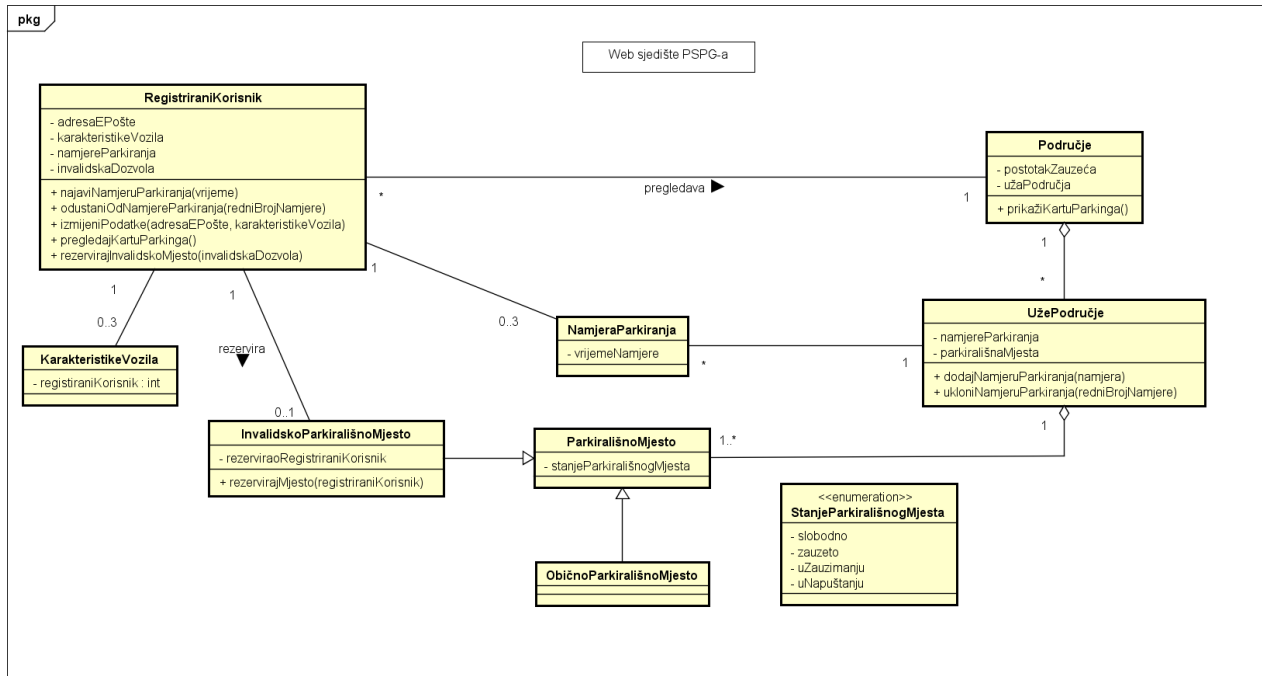 pkg
Web sjedište PSPG-a
RegistriraniKorisnik
- adresaEPošte
- karakteristikeVozila
- namjereParkiranja
- invalidskaDozvola
+ najaviNamjeruParkiranja(vrijeme)
+ odustaniOdNamjereParkiranja(redniBrojNamjere)
+ izmijeniPodatke(adresaEPošte, karakteristikeVozila)
+ pregledajKartuParkinga()
+ rezervirajInvalidskoMjesto(invalidskaDozvola)
*
pregledava
1
Područje
- postotakZauzeća
- užaPodručja
+ prikažiKartuParkinga()
1
*
1
0..3
1
0..3
KarakteristikeVozila
- registiraniKorisnik : int
1
rezervira
0..1
NamjeraParkiranja
- vrijemeNamjere
*
1
UžePodručje
- namjereParkiranja
- parkirališnaMjesta
+ dodajNamjeruParkiranja(namjera)
+ ukloniNamjeruParkiranja(redniBrojNamjere)
1
1..*
InvalidskoParkirališnoMjesto
- rezerviraoRegistriraniKorisnik
+ rezervirajMjesto(registriraniKorisnik)
ParkirališnoMjesto
- stanjeParkirališnogMjesta
ObičnoParkirališnoMjesto
<<enumeration>>
StanjeParkirališnogMjesta
- slobodno
- zauzeto
- uZauzimanju
- uNapuštanju